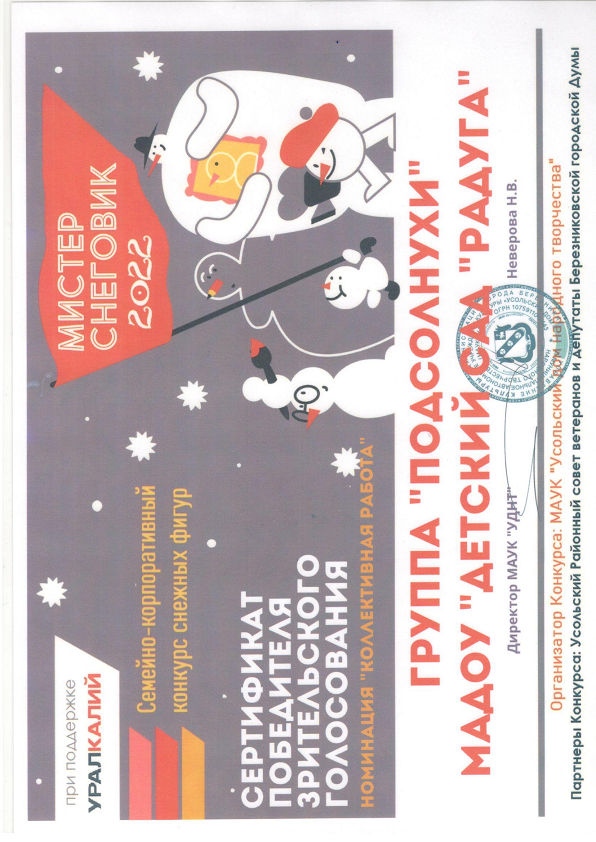 при поддержке
УРАЛКАЛИЙ
Семейно-корпоративный
конкурс снежных фигур
МИСТЕР
СНЕГОВИК
2022
СЕРТИФИКАТ
ПОБЕДИТЕЛЯ
ЗРИТЕЛЬСКОГО
ГОЛОСОВАНИЯ
НОМИНАЦИЯ "КОЛЛЕКТИВНАЯ РАБОТА"
ГРУППА "ПОДСОЛНУХИ"
МАДОУ "ДЕТСКИЙ САД "РАДУГА"
Директор МАУК "УДНТ" Неверова Н.В.
Организатор Конкурса: МАУК "Усольский дом народного творчества"
Партнеры Конкурса: Усольский Районный совет ветеранов и депутаты Березниковской городской Думы